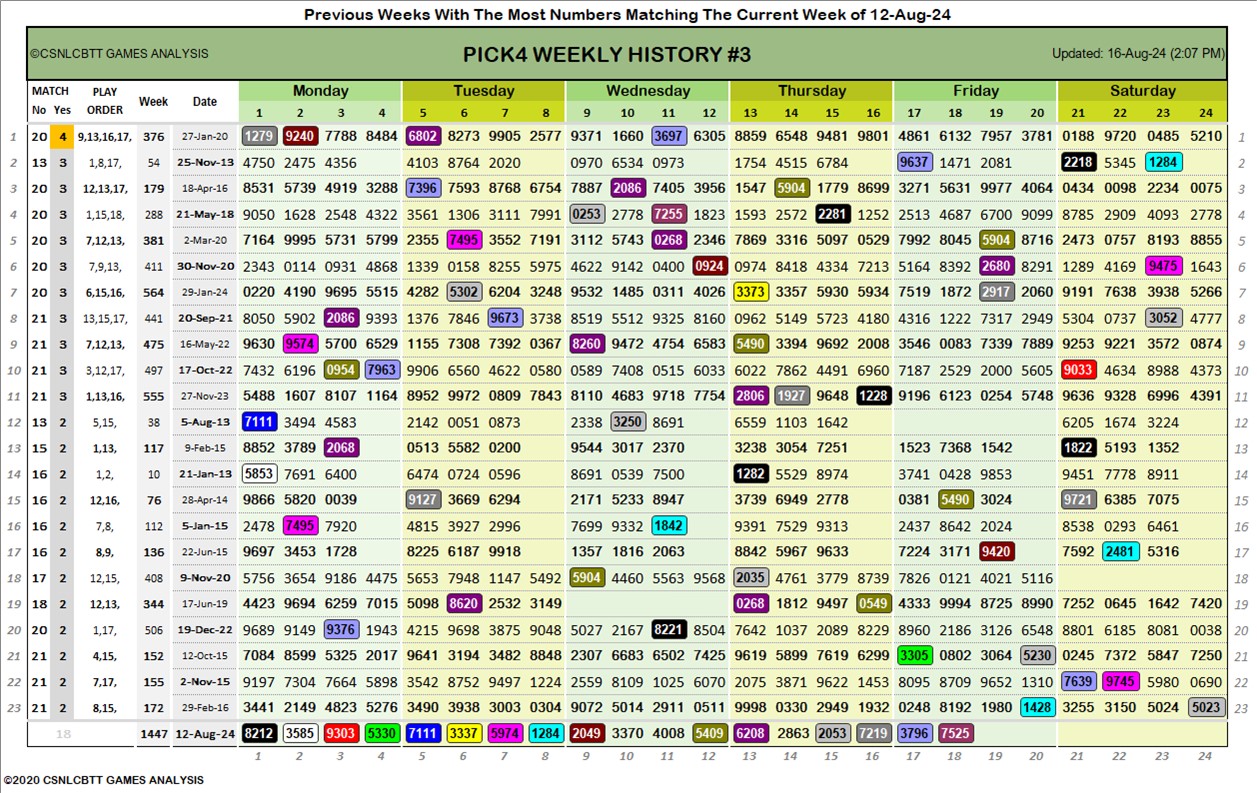 Previous Weeks With The Most Numbers Matching The Current Week of 12-Aug-24
©CSNLCBTT GAMES ANALYSIS PICK4 WEEKLY HISTORY #3 Updated: 16-Aug-24 (2:07 PM)
MATCH PLAY Week Date Monday Tuesday Wednesday Thursday Friday Saturday
No Yes ORDER 1 2 3 4 5 6 7 8 9 10 11 12 13 14 15 16 17 18 19 20 21 22 23 24
1 20 4 9,13,16,17, 376 27-Jan-20 1279 9240 7788 8484 6802 8273 9905 2577 9371 1660 3697 6305 8859 6548 9481 9801 4861 6132 7957 3781 0188 9720 0485 5210 1
2 13 3 1,8,17, 54 25-Nov-13 4750 2475 4356 4103 8764 2020 0970 6534 0973 1754 4515 6784 9637 1471 2081 2218 5345 1284 2
3 20 3 12,13,17, 179 18-Apr-16 8531 5739 4919 3288 7396 7593 8768 6754 7887 2086 7405 3956 1547 5904 1779 8699 3271 5631 9977 4064 0434 0098 2234 0075 3
4 20 3 1,15,18, 288 21-May-18 9050 1628 2548 4322 3561 1306 3111 7991 0253 2778 7255 1823 1593 2572 2281 1252 2513 4687 6700 9099 8785 2909 4093 2778 4
5 20 3 7,12,13, 381 2-Mar-20 7164 9995 5731 5799 2355 7495 3552 7191 3112 5743 0268 2346 7869 3316 5097 0529 7992 8045 5904 8716 2473 0757 8193 8855 5
6 20 3 7,9,13, 411 30-Nov-20 2343 0114 0931 4868 1339 6168 8255 5975 4622 9142 0400 0924 0974 8418 4334 7213 5164 8392 2680 8291 1289 4169 9475 1643 6
7 20 3 6,15,16, 564 29-Jan-24 0220 4190 9695 5515 4282 5302 6204 3248 9532 1485 0311 4026 3373 3357 5930 5934 7519 1872 2917 2060 9191 7638 3938 5266 7
8 21 3 13,15,17, 441 20-Sep-21 8050 5902 2086 9393 1376 7846 9673 3738 8519 5512 9325 8160 0962 5149 5723 4180 4316 1222 7317 2949 5304 0737 3052 4777 8
9 21 3 7,12,13, 475 16-May-22 9630 9574 5700 6529 1155 7308 7392 0367 8260 9472 4754 6583 5490 3394 9692 2008 3546 0083 7339 7889 9253 9221 3572 0874 9
10 21 3 3,12,17, 497 17-Oct-22 7432 6196 0954 7963 9906 6560 4622 0580 0589 7408 0515 6033 6022 7862 4491 6960 7187 2529 2000 5605 9033 4634 8988 4373 10
11 21 3 1,13,16, 555 27-Nov-23 5488 1607 8107 1164 8952 9972 0809 7843 8110 4683 9718 7754 2806 1927 9648 1228 9196 6123 0254 5748 9636 9328 6996 4391 11
12 13 2 5,15, 38 5-Aug-13 7111 3494 4583 2142 0051 0873 2338 3250 8691 6559 1103 1642 6205 1674 3224 12
13 15 2 1,13, 117 9-Feb-15 8852 3789 2068 0513 5582 0200 9544 3017 2370 3238 3054 7251 1523 7368 1542 1822 5193 1352 13
14 16 2 1,2, 10 21-Jan-13 5853 7691 6400 6474 0724 0596 8691 0539 7500 1282 5529 8974 3741 0428 9853 9451 7778 8911 14
15 16 2 12,16, 76 28-Apr-14 9866 5820 0039 9127 3669 6294 2171 5233 8947 3739 6949 2778 0381 5490 3024 9721 6385 7075 15
16 16 2 7,8, 112 5-Jan-15 2478 7495 7920 4815 3927 2996 7699 9332 1842 9391 7529 9313 2437 8642 2024 8538 0293 6461 16
17 16 2 8,9, 136 22-Jun-15 9697 3453 1728 8225 6187 9918 1357 1816 2063 8842 5967 9633 7224 3171 9420 7592 2481 5316 17
18 17 2 12,15, 408 9-Nov-20 5756 3654 9186 4475 5653 7948 1147 5492 5904 4460 5563 9568 2035 4761 3779 8739 7826 0121 4021 5116 18
19 18 2 12,13, 344 17-Jun-19 4423 9694 6259 7015 5098 8620 2532 3149 0268 1812 9497 0549 4333 9994 8725 8990 7252 0645 1642 7420 19
20 20 2 1,17, 506 19-Dec-22 9689 9149 9376 1943 4215 9698 3875 9048 5027 2167 8221 8504 7642 1037 2089 8229 8960 2186 3126 6548 8801 6185 8081 0038 20
21 21 2 4,15, 152 12-Oct-15 7084 8599 5325 2017 9641 3194 3482 8848 2307 6683 6502 7425 9619 5899 7619 6299 3305 0802 3064 5230 0245 7372 5847 7250 21
22 21 2 7,17, 155 2-Nov-15 9197 7304 7664 5898 3542 8752 9497 1224 2559 8109 1025 6070 2075 3871 9622 1453 8095 8709 9652 1310 7639 9745 5980 0690 22
23 21 2 8,15, 172 29-Feb-16 3441 2149 4823 5276 3490 3938 3003 0304 9072 5014 2911 0511 9998 0330 2949 1932 0248 8192 1980 1428 3255 3150 5024 5023 23
18 1447 12-Aug-24 8212 3585 9303 5330 7111 3337 5974 1284 2049 3370 4008 5409 6208 2863 2053 7219 3796 7525
1 2 3 4 5 6 7 8 9 10 11 12 13 14 15 16 17 18 19 20 21 22 23 24
©2020 CSNLCBTT GAMES ANALYSIS